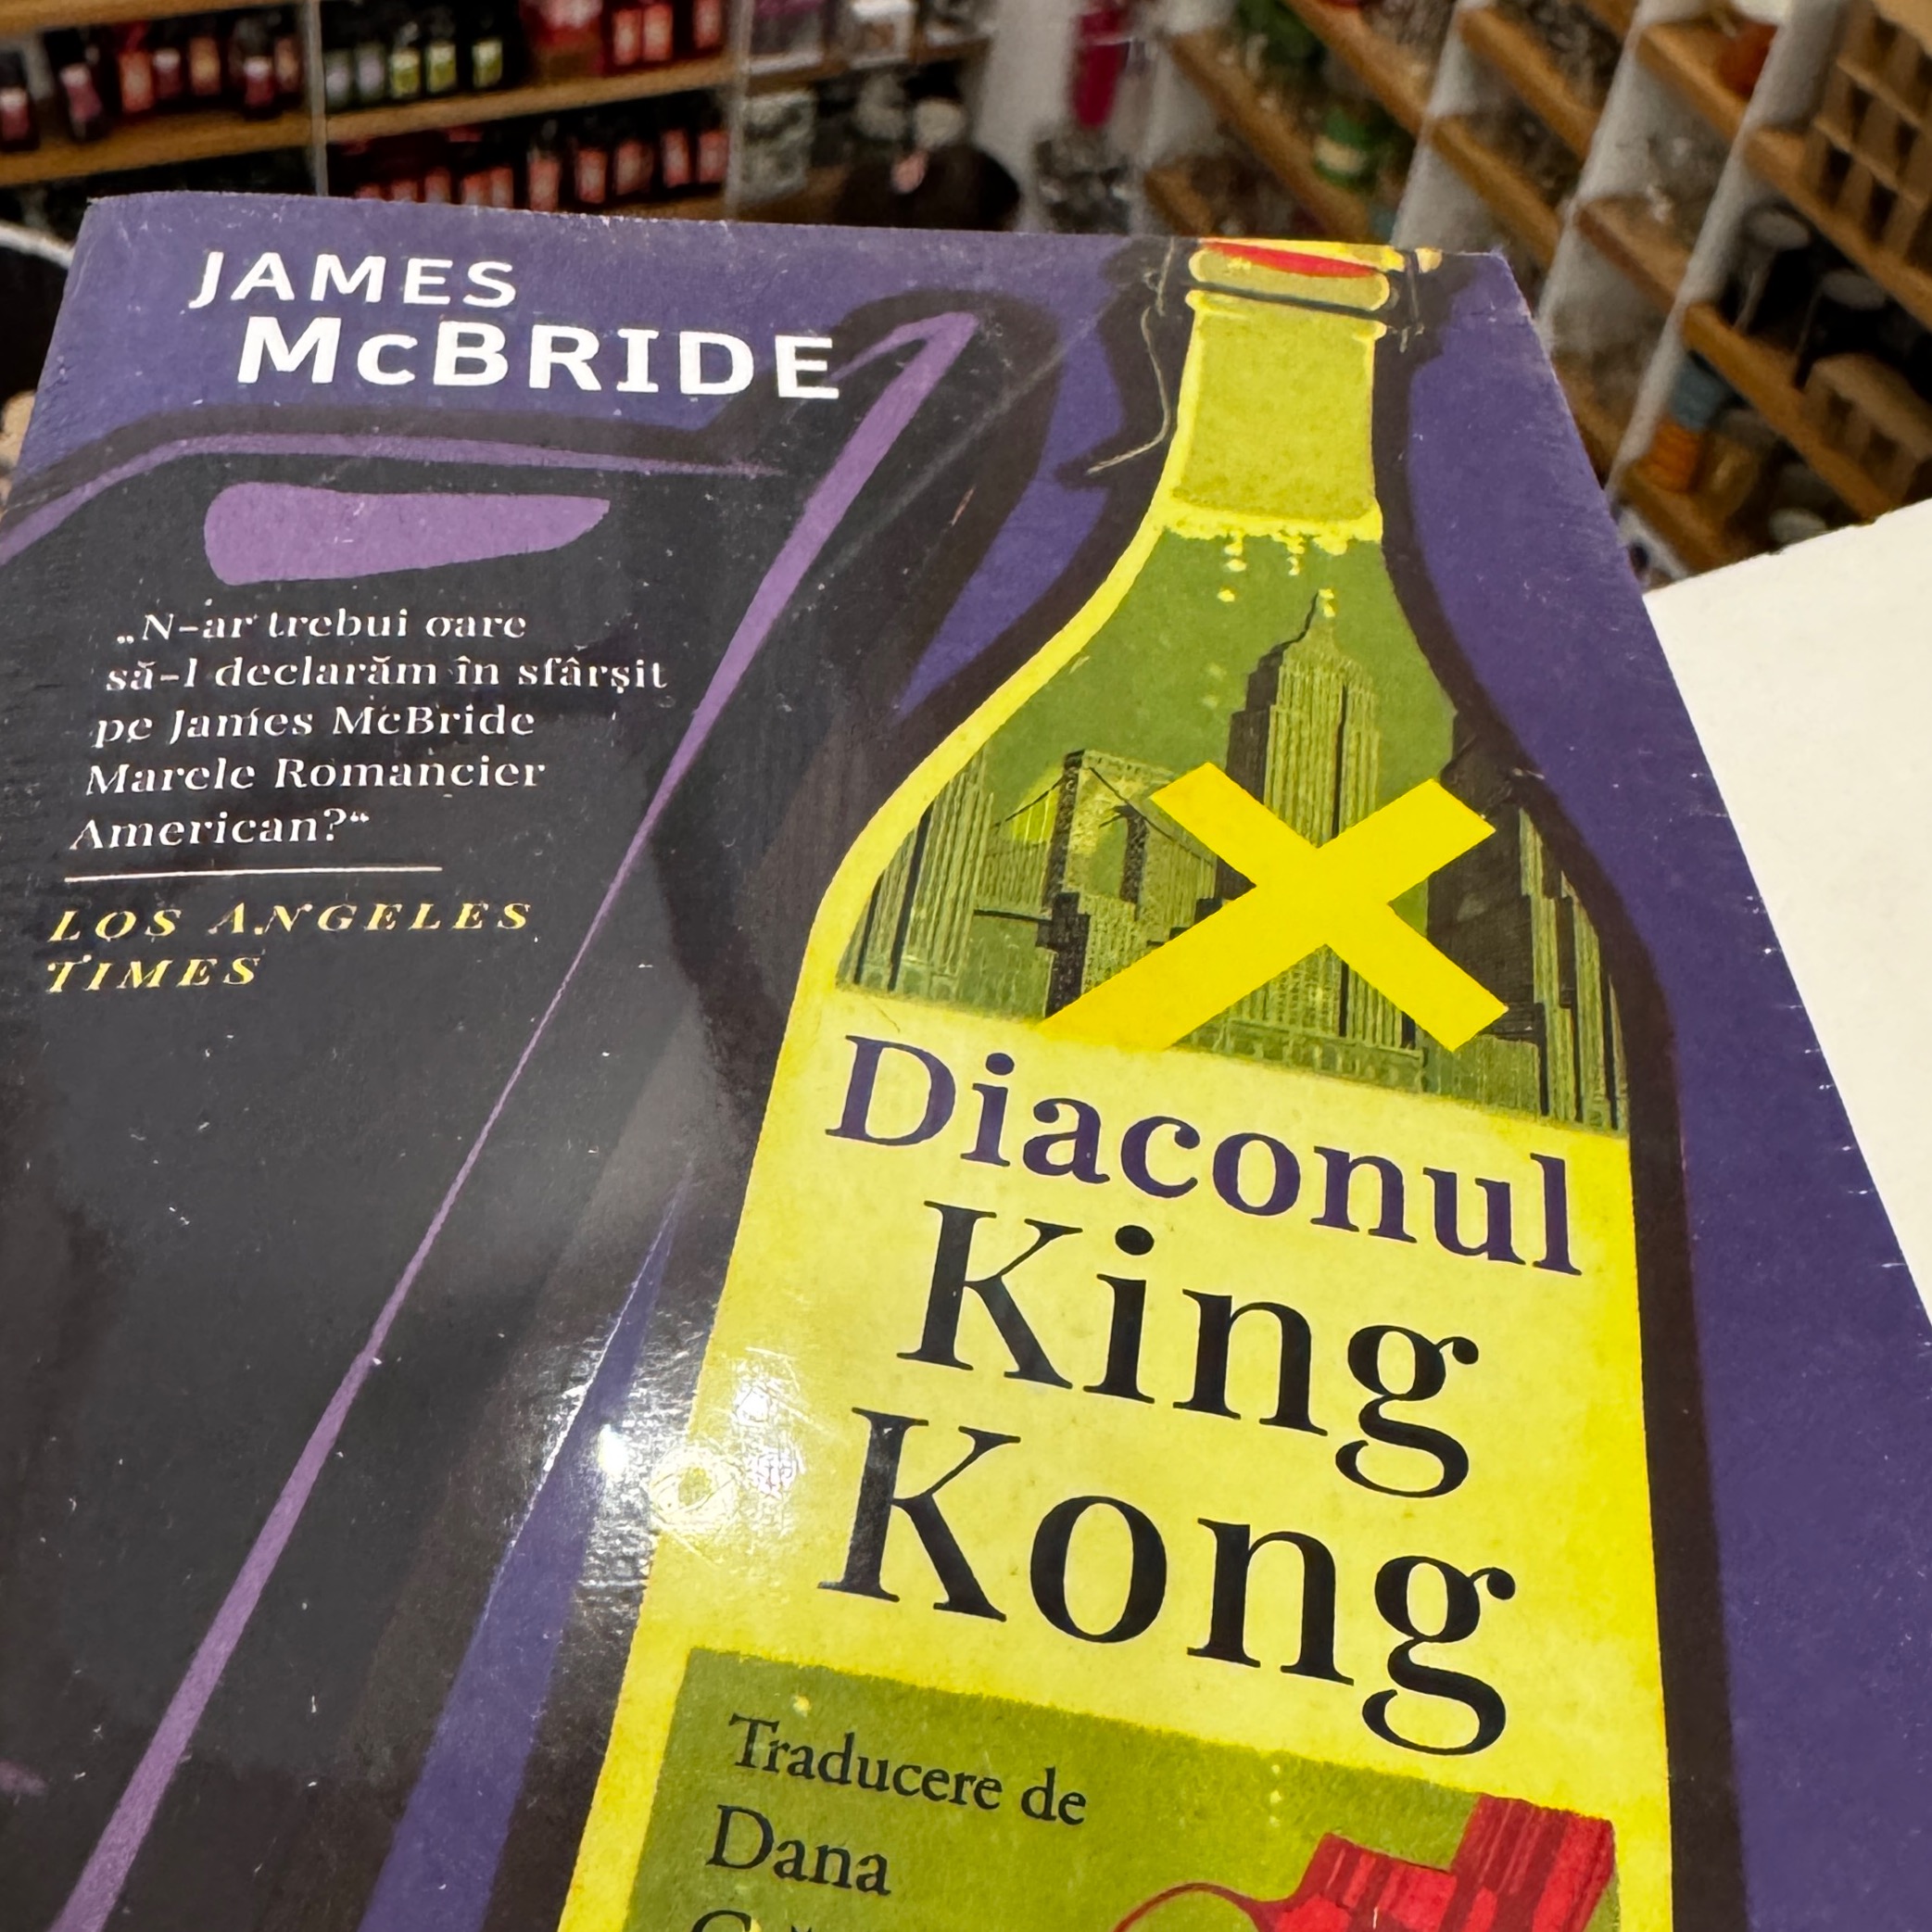 JAMES
McBRIDE
„N-ar trebui oare
să-l declarăm în sfârșit
pe James McBride
Marele Romancier
American?“
LOS ANGELES
TIMES
Diaconul
King
Kong
Traducere de
Dana